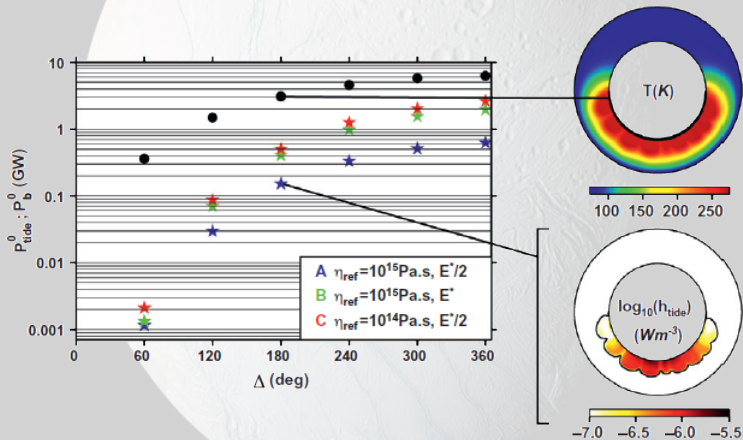 10
1
0.1
0.01
0.001
P⁰tide ; P⁰b (GW)
0 60 120 180 240 300 360
Δ (deg)
A ηref=10¹⁵Pa.s, E*/2
B ηref=10¹⁵Pa.s, E*
C ηref=10¹⁴Pa.s, E*/2
T(K)
100 150 200 250
log₁₀(htide)
(Wm⁻³)
−7.0 −6.5 −6.0 −5.5